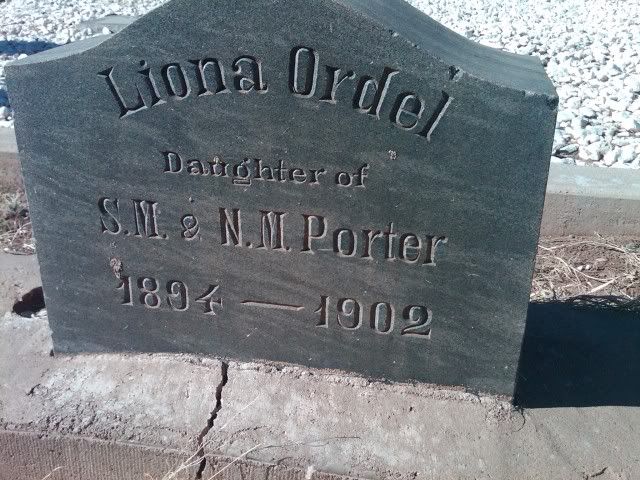 Liona Ordel
Daughter of
S.M. & N.M. Porter
1894 — 1902